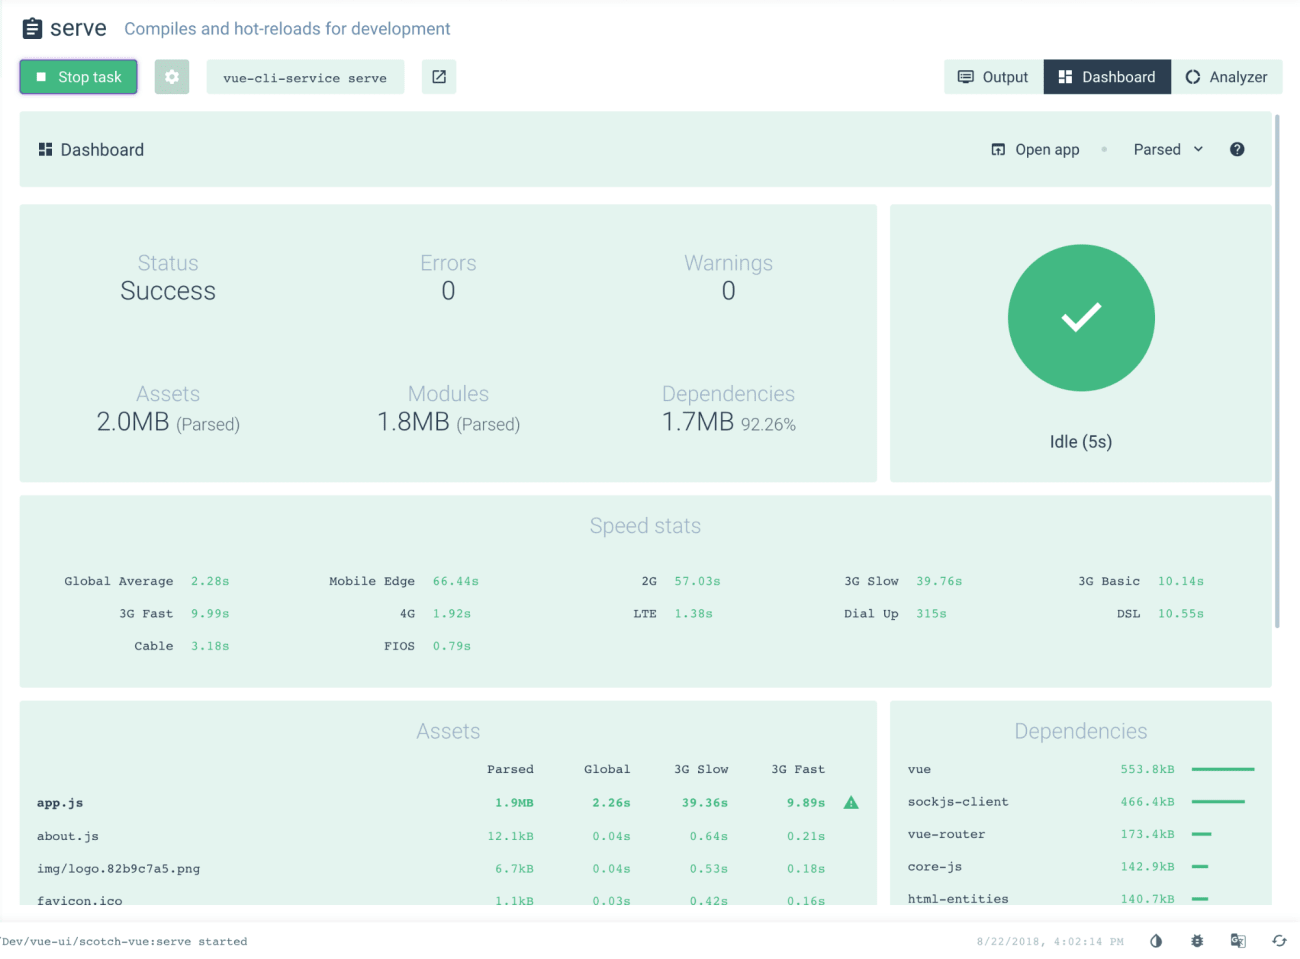 serve Compiles and hot-reloads for development
Stop task vue-cli-service serve Output Dashboard Analyzer
Dashboard Open app Parsed
Status Errors Warnings
Success 0 0
Assets Modules Dependencies
2.0MB (Parsed) 1.8MB (Parsed) 1.7MB 92.26%
Idle (5s)
Speed stats
Global Average 2.28s Mobile Edge 66.44s 2G 57.03s 3G Slow 39.76s 3G Basic 10.14s
3G Fast 9.99s 4G 1.92s LTE 1.38s Dial Up 315s DSL 10.55s
Cable 3.18s FIOS 0.79s
Assets
Parsed Global 3G Slow 3G Fast
app.js 1.9MB 2.26s 39.36s 9.89s
about.js 12.1kB 0.04s 0.64s 0.21s
img/logo.82b9c7a5.png 6.7kB 0.04s 0.53s 0.18s
favicon.ico 1.1kB 0.03s 0.42s 0.16s
Dependencies
vue 553.8kB
sockjs-client 466.4kB
vue-router 173.4kB
core-js 142.9kB
html-entities 140.7kB
/Dev/vue-ui/scotch-vue:serve started 8/22/2018, 4:02:14 PM